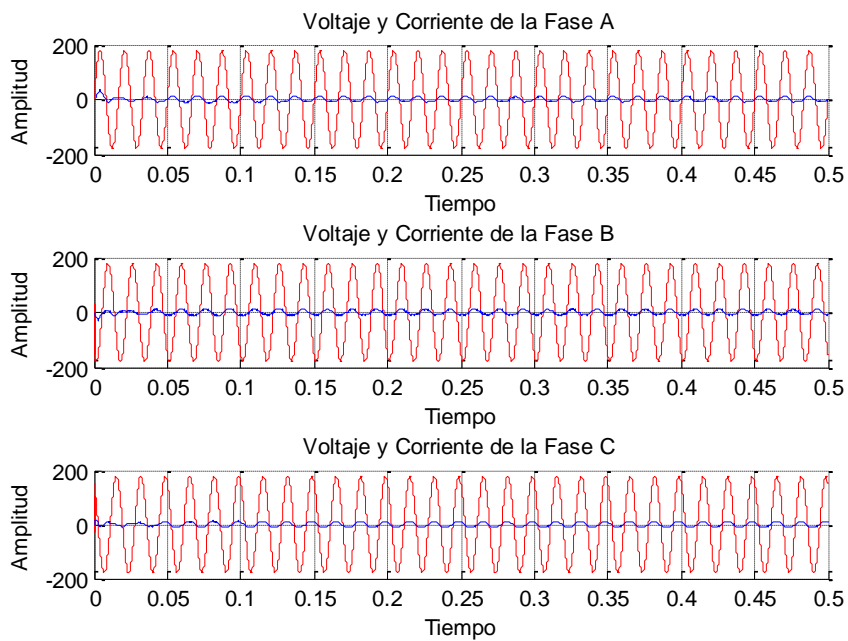 Voltaje y Corriente de la Fase A
200
0
-200
Amplitud
0 0.05 0.1 0.15 0.2 0.25 0.3 0.35 0.4 0.45 0.5
Tiempo
Voltaje y Corriente de la Fase B
200
0
-200
Amplitud
0 0.05 0.1 0.15 0.2 0.25 0.3 0.35 0.4 0.45 0.5
Tiempo
Voltaje y Corriente de la Fase C
200
0
-200
Amplitud
0 0.05 0.1 0.15 0.2 0.25 0.3 0.35 0.4 0.45 0.5
Tiempo